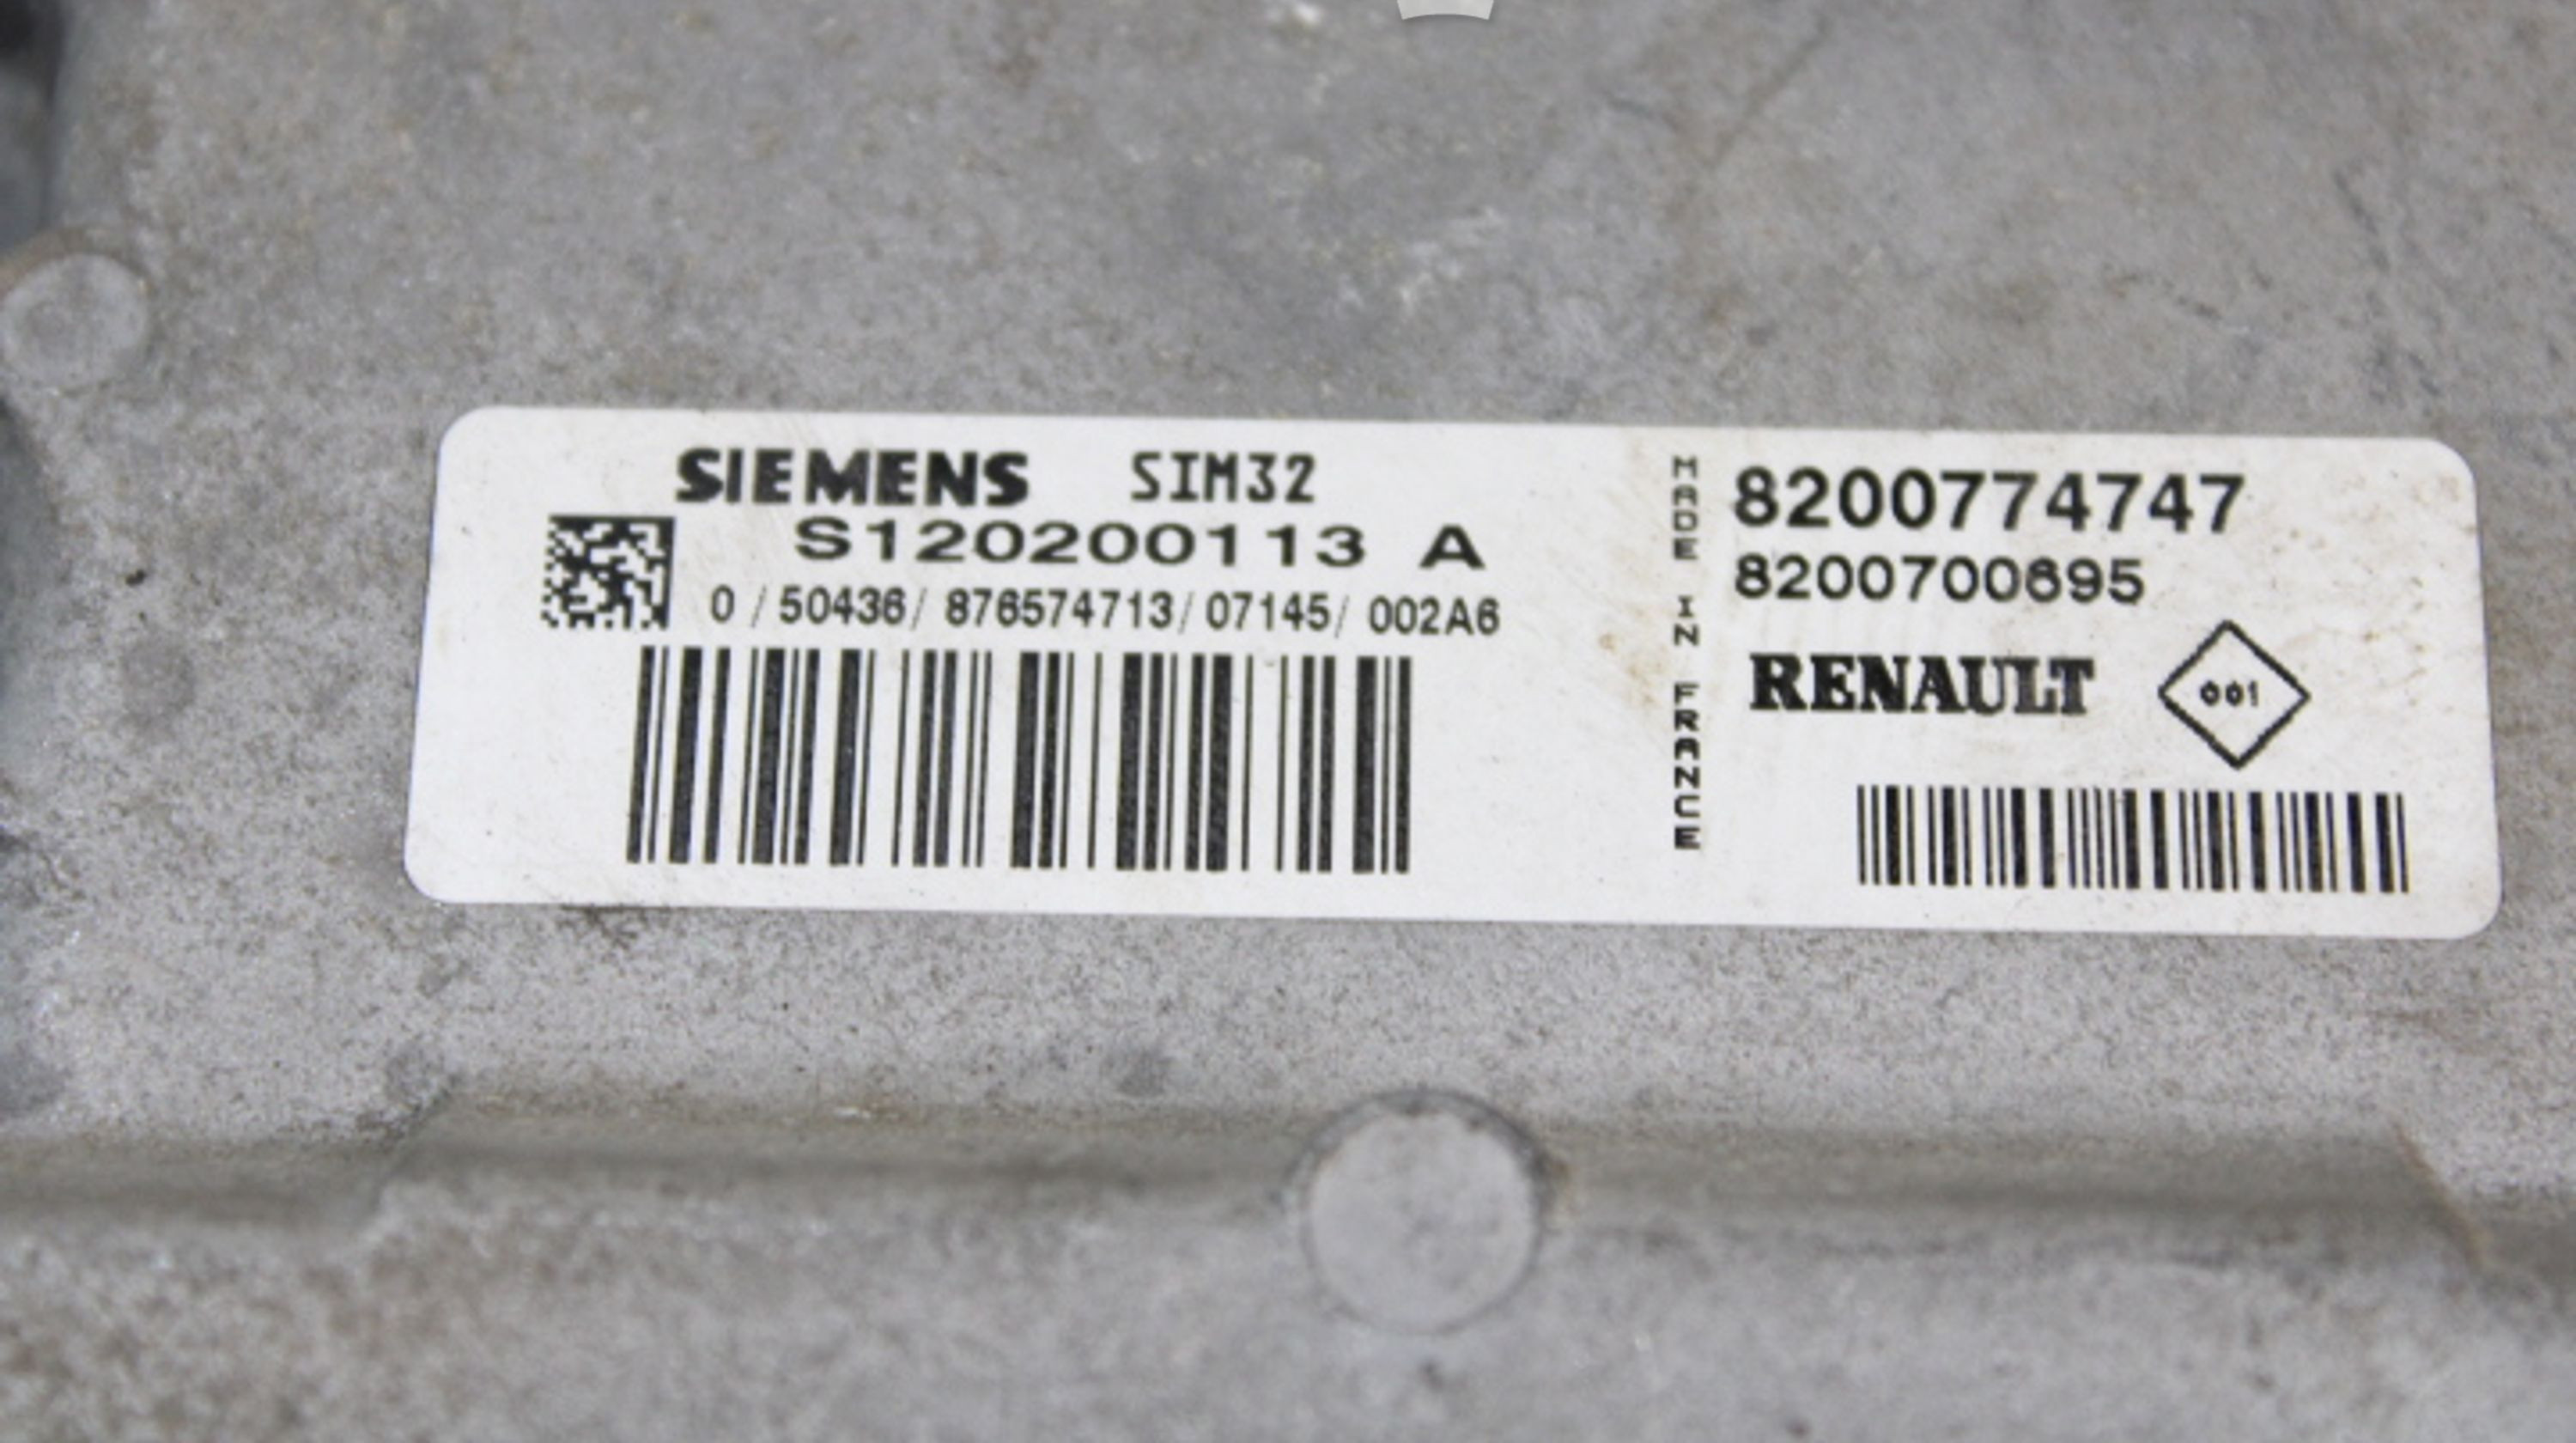 SIEMENS SIM32
S120200113 A
0 / 50436/ 876574713/ 07145/ 002A6
MADE IN FRANCE
8200774747
8200700695
RENAULT
001